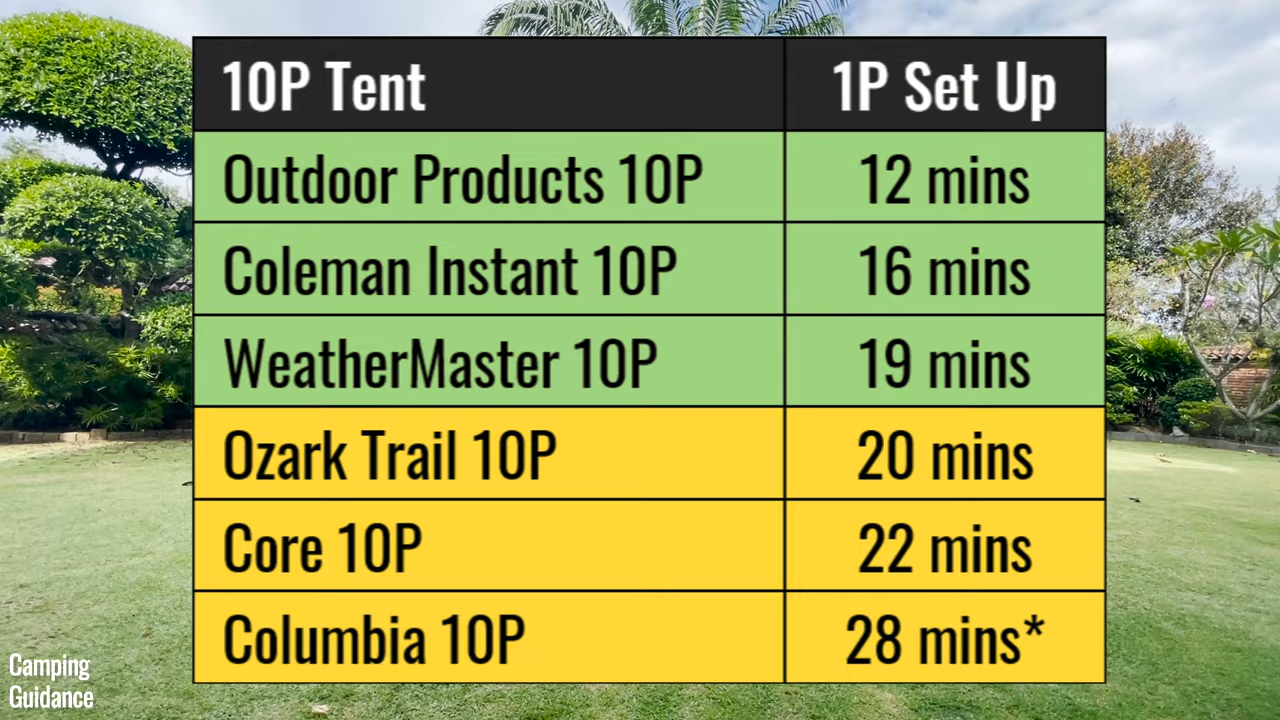 10P Tent 1P Set Up
Outdoor Products 10P 12 mins
Coleman Instant 10P 16 mins
WeatherMaster 10P 19 mins
Ozark Trail 10P 20 mins
Core 10P 22 mins
Columbia 10P 28 mins*
Camping
Guidance